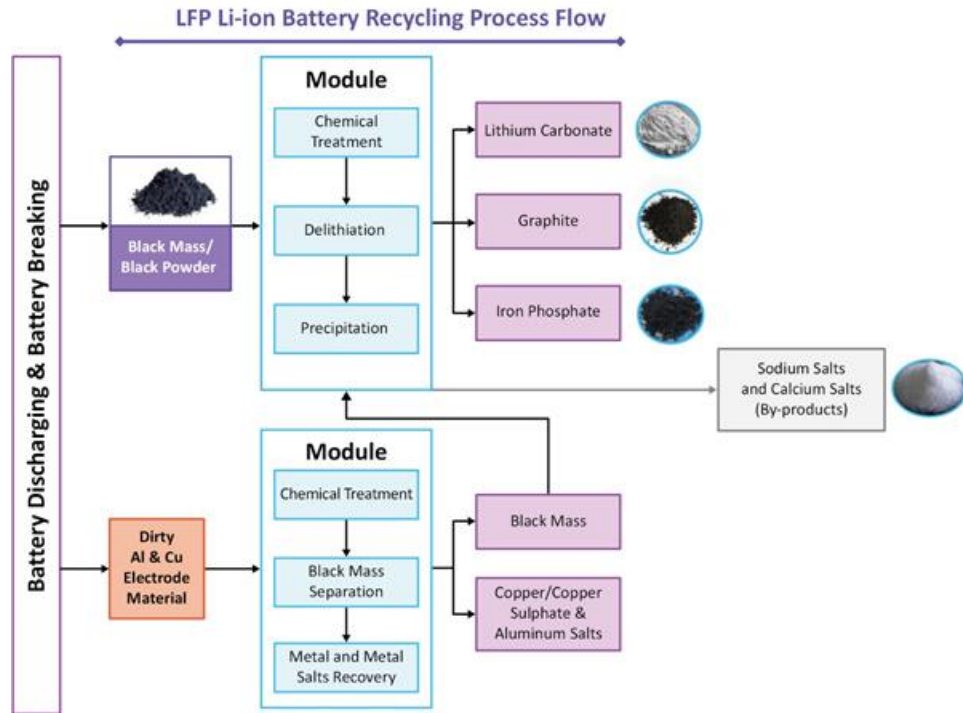 LFP Li-ion Battery Recycling Process Flow
Battery Discharging & Battery Breaking
Black Mass/
Black Powder
Module
Chemical
Treatment
Delithiation
Precipitation
Lithium Carbonate
Graphite
Iron Phosphate
Sodium Salts
and Calcium Salts
(By-products)
Dirty
Al & Cu
Electrode
Material
Module
Chemical Treatment
Black Mass
Separation
Metal and Metal
Salts Recovery
Black Mass
Copper/Copper
Sulphate &
Aluminum Salts